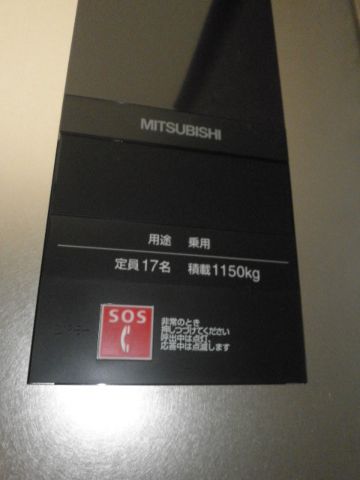 MITSUBISHI
用途 乗用
定員17名 積載1150kg
SOS
非常のとき
押しつづけてください
呼出中は点灯,
応答中は点滅します